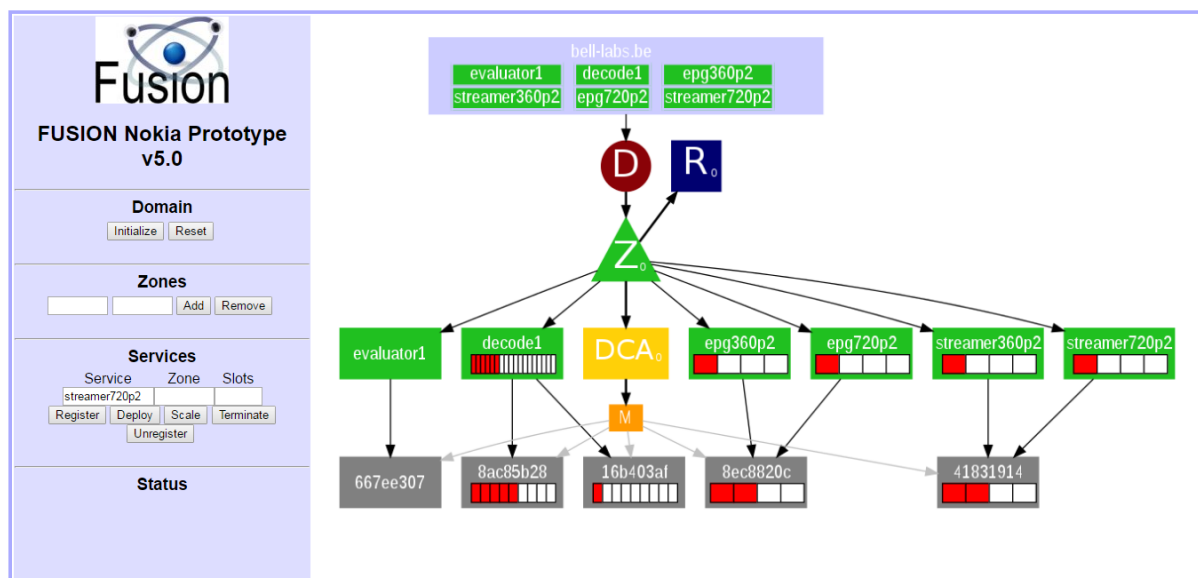 Fusion
FUSION Nokia Prototype
v5.0
Domain
Initialize Reset
Zones
Add Remove
Services
Service Zone Slots
streamer720p2
Register Deploy Scale Terminate
Unregister
Status
bell-labs.be
evaluator1 decode1 epg360p2
streamer360p2 epg720p2 streamer720p2
D
R0
Z0
evaluator1 decode1 DCA0 epg360p2 epg720p2 streamer360p2 streamer720p2
M
667ee307 8ac85b28 16b403af 8ec8820c 41831914